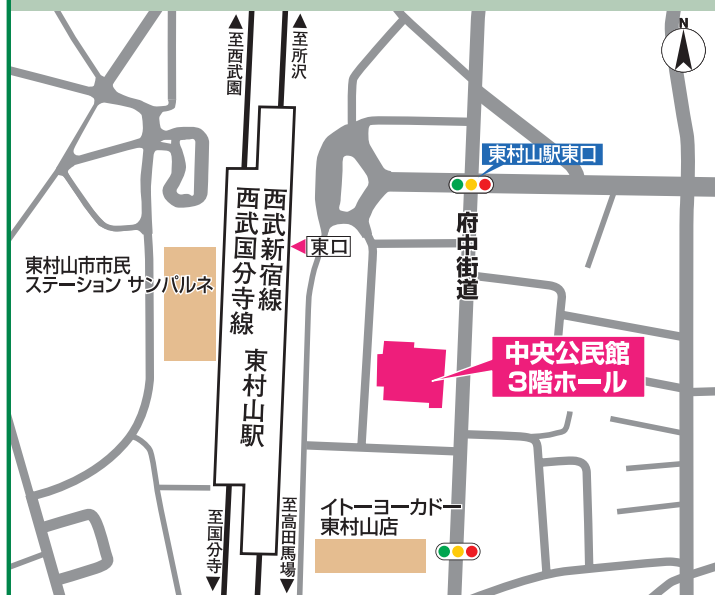 至西武園
至所沢
N
東村山駅東口
府中街道
西武新宿線
西武国分寺線
東村山駅
東口
東村山市市民
ステーション サンパルネ
中央公民館
3階ホール
イトーヨーカドー
東村山店
至国分寺
至高田馬場